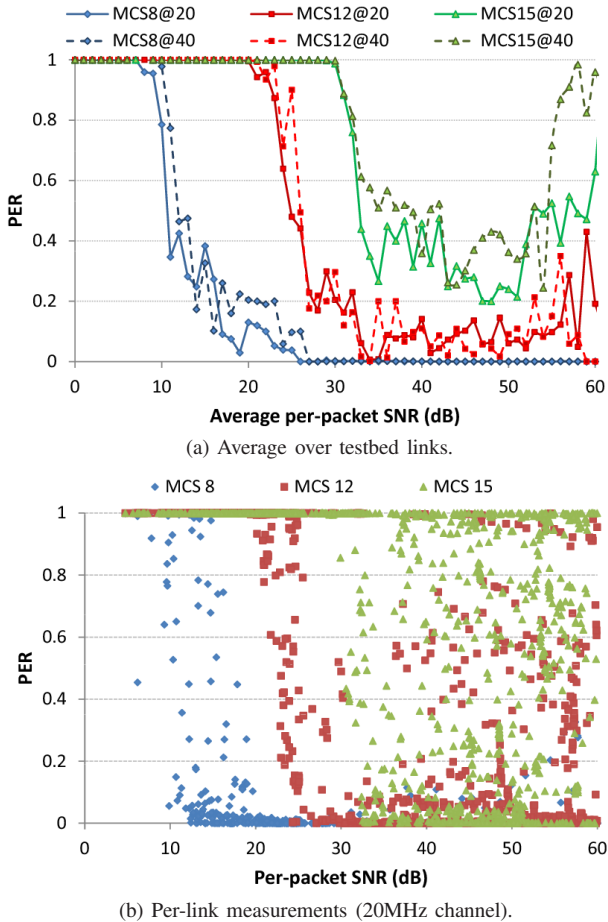 MCS8@20 MCS12@20 MCS15@20
MCS8@40 MCS12@40 MCS15@40
1
0.8
0.6
0.4
0.2
0
PER
0 10 20 30 40 50 60
Average per-packet SNR (dB)
(a) Average over testbed links.
MCS 8 MCS 12 MCS 15
1
0.8
0.6
0.4
0.2
0
PER
0 10 20 30 40 50 60
Per-packet SNR (dB)
(b) Per-link measurements (20MHz channel).